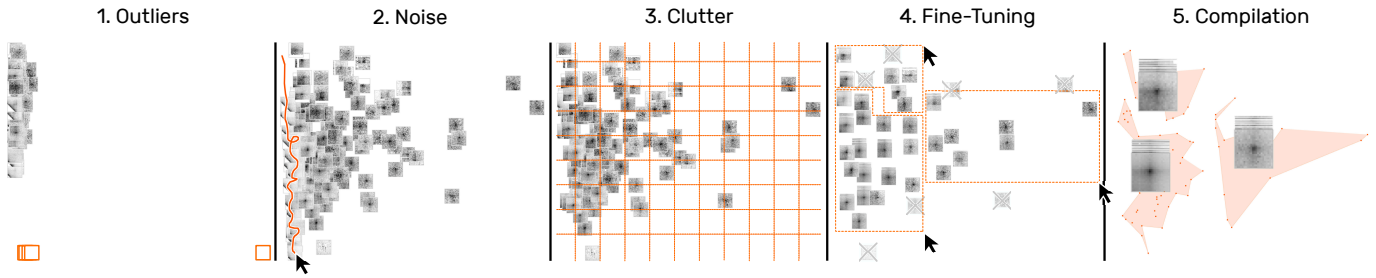 1. Outliers
2. Noise
3. Clutter
4. Fine-Tuning
5. Compilation